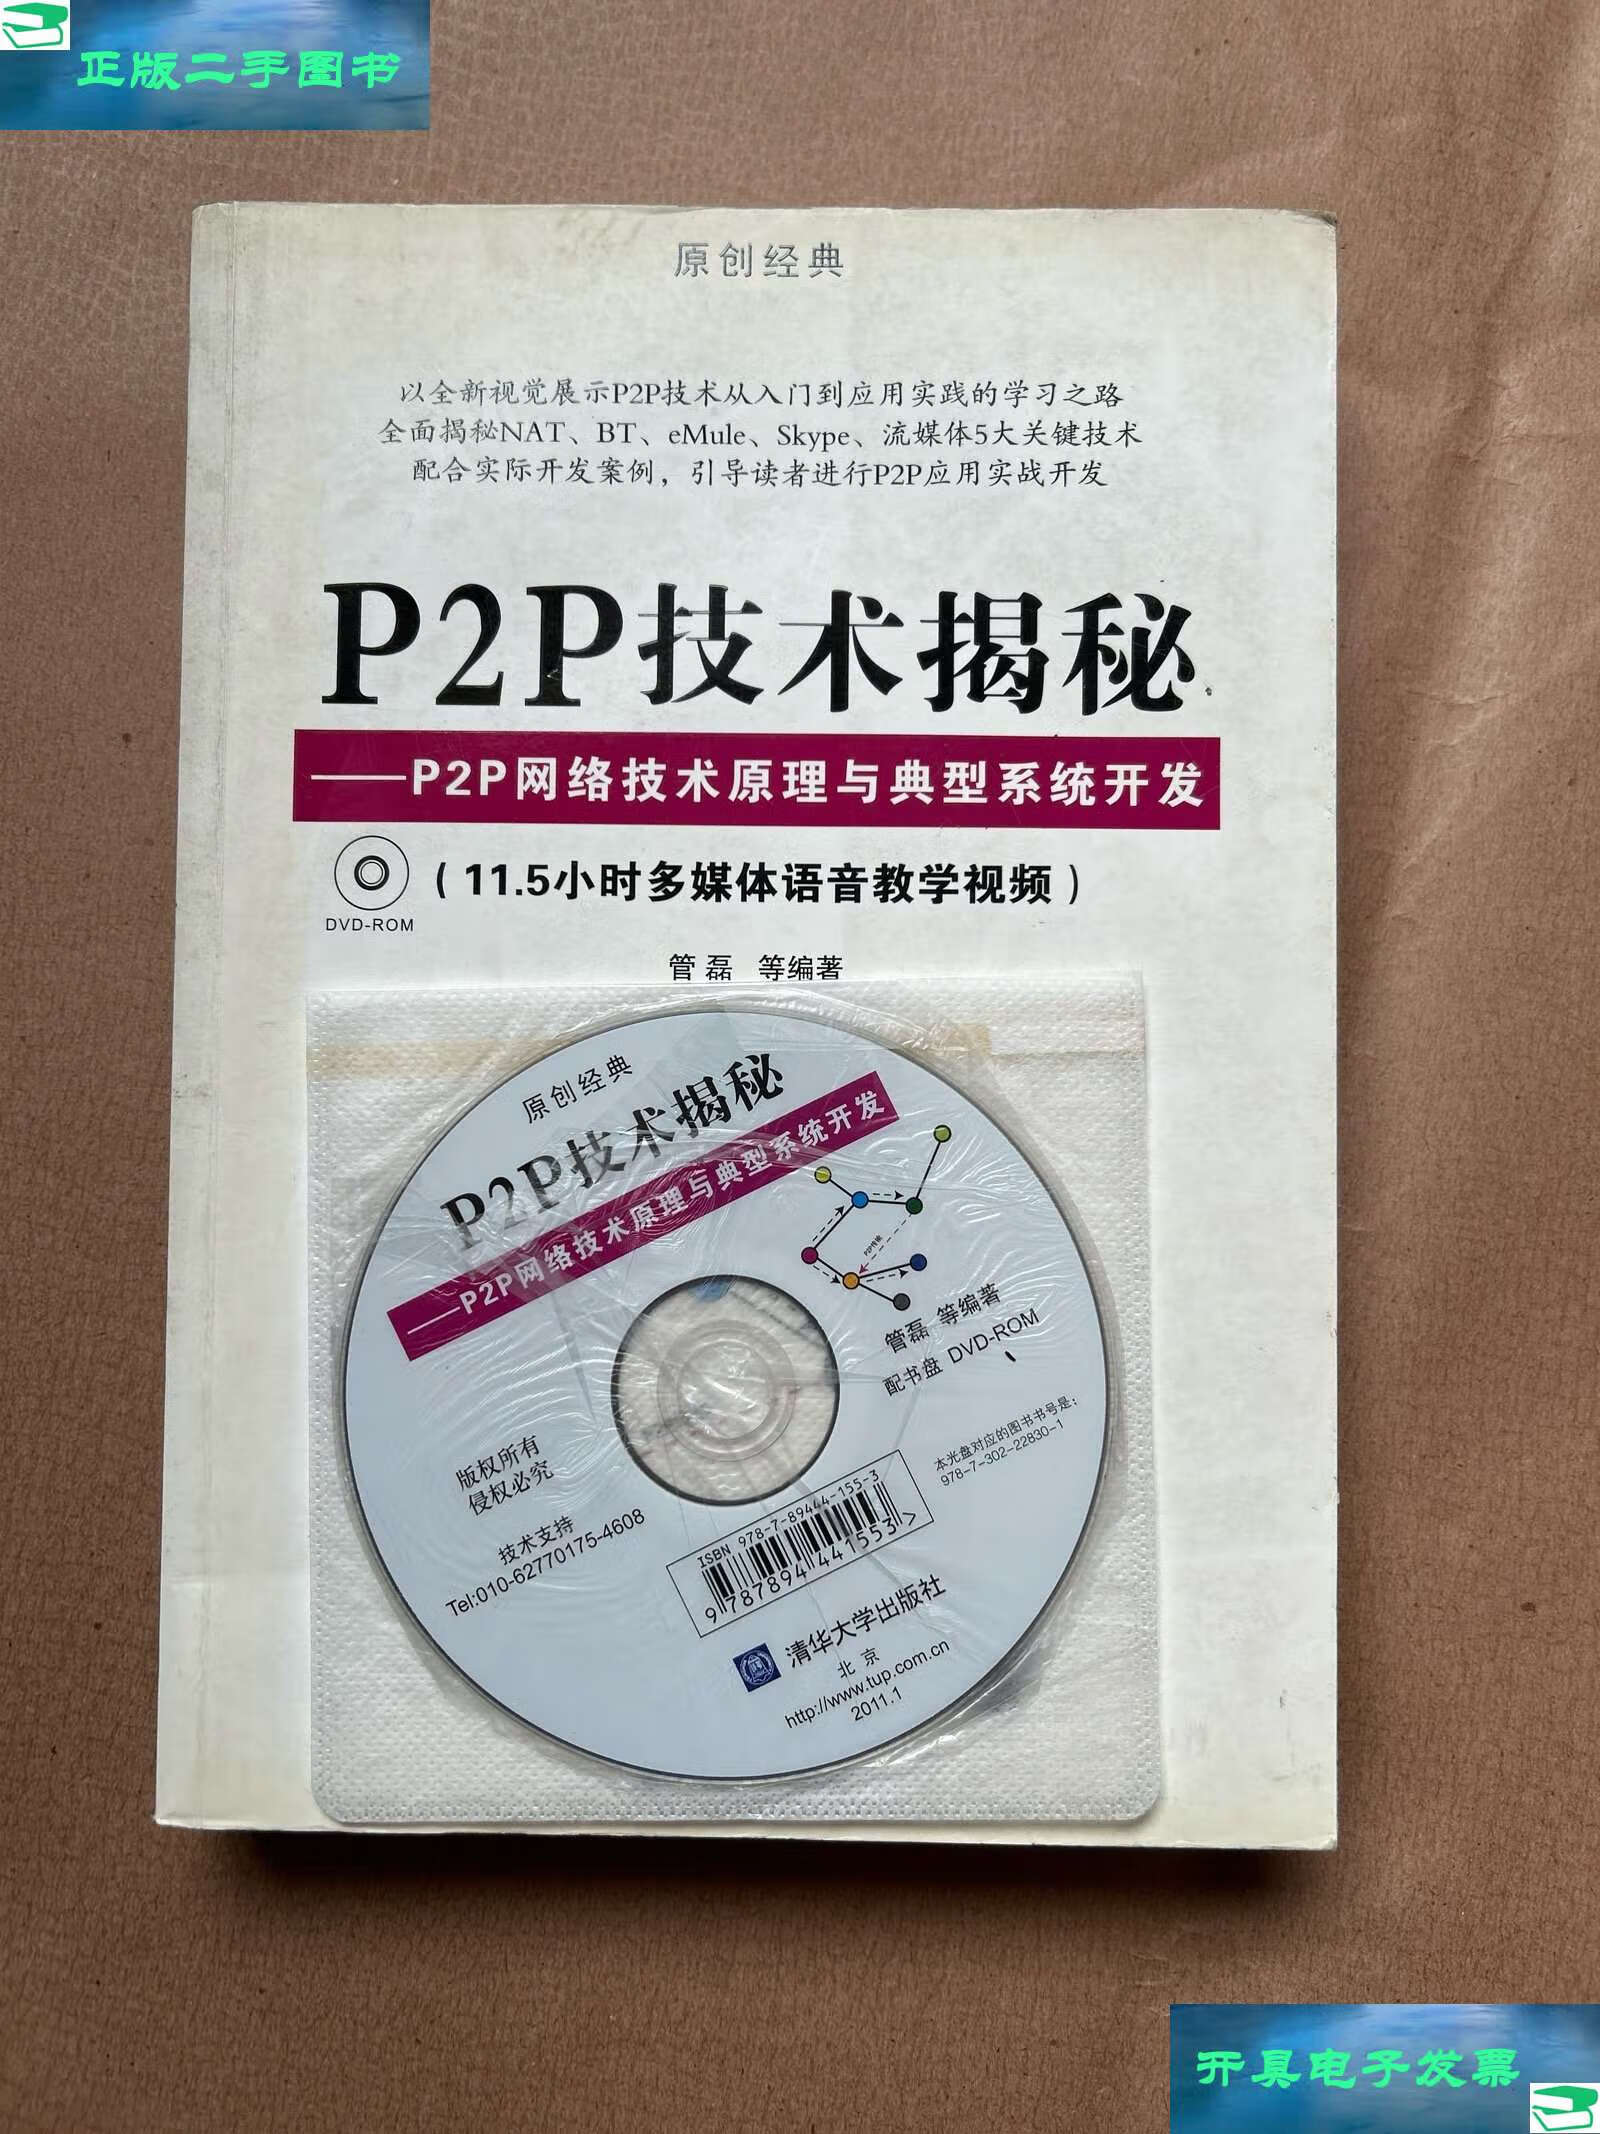 正版二手图书
原创经典
以全新视觉展示P2P技术从入门到应用实践的学习之路
全面揭秘NAT、BT、eMule、Skype、流媒体5大关键技术
配合实际开发案例，引导读者进行P2P应用实战开发
P2P技术揭秘
——P2P网络技术原理与典型系统开发
DVD-ROM
（11.5小时多媒体语音教学视频）
管磊 等编著
原创经典
P2P技术揭秘
——P2P网络技术原理与典型系统开发
P2P传输
管磊 等编著
配书盘 DVD-ROM
本光盘对应的图书书号是：
978-7-302-22830-1
版权所有
侵权必究
技术支持
Tel:010-62770175-4608
ISBN 978-7-89444-155-3
9 787894 441553 >
清华大学出版社
北京
http://www.tup.com.cn
2011.1
开具电子发票